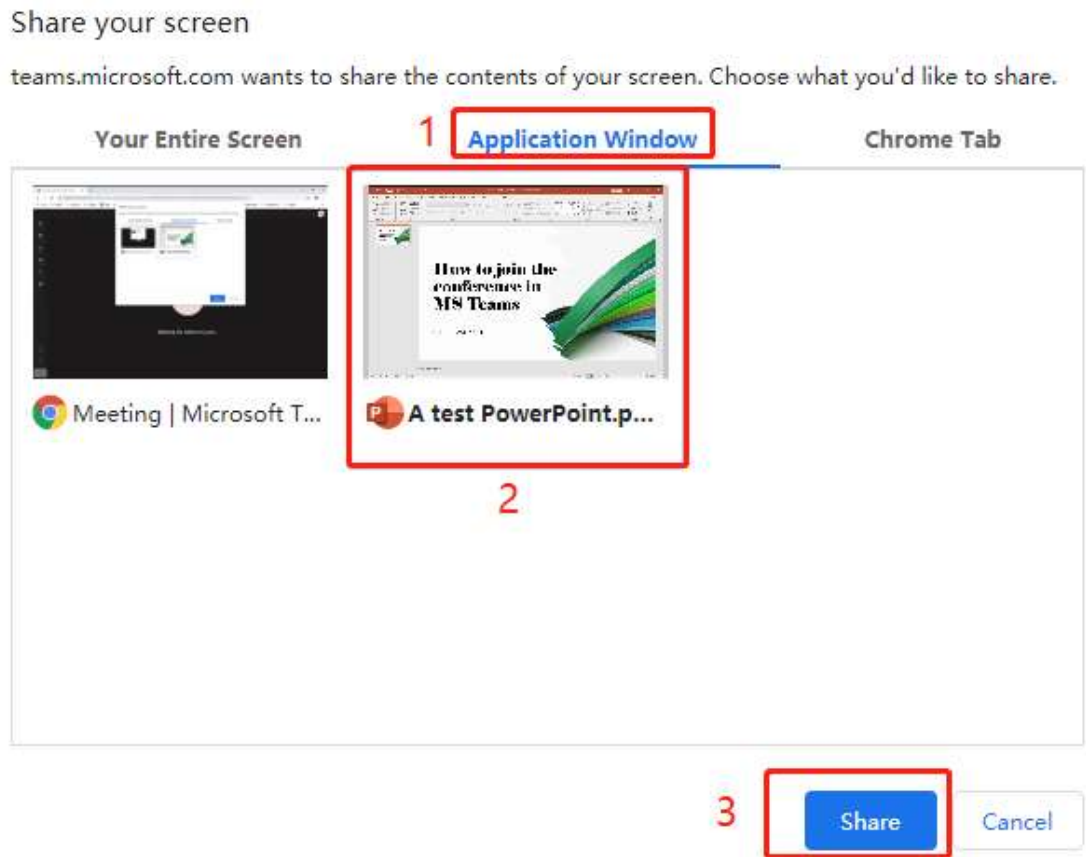 Share your screen
teams.microsoft.com wants to share the contents of your screen. Choose what you'd like to share.
Your Entire Screen
1
Application Window
Chrome Tab
How to join the
conference in
MS Teams
Meeting | Microsoft T...
A test PowerPoint.p...
2
3
Share
Cancel